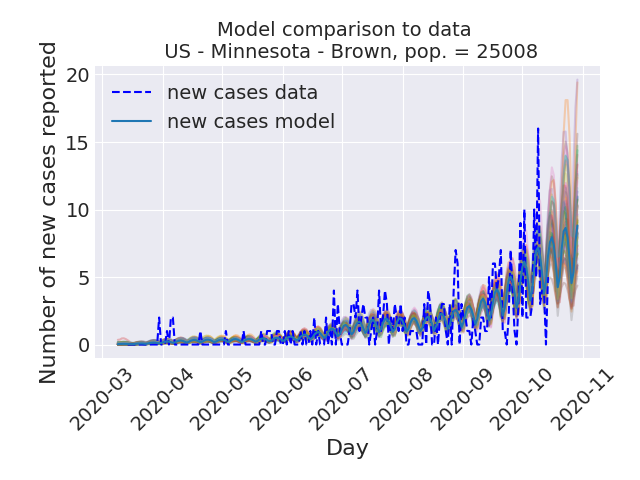 Model comparison to data
US - Minnesota - Brown, pop. = 25008
Number of new cases reported
20
15
10
5
0
new cases data
new cases model
2020-03
2020-04
2020-05
2020-06
2020-07
2020-08
2020-09
2020-10
2020-11
Day